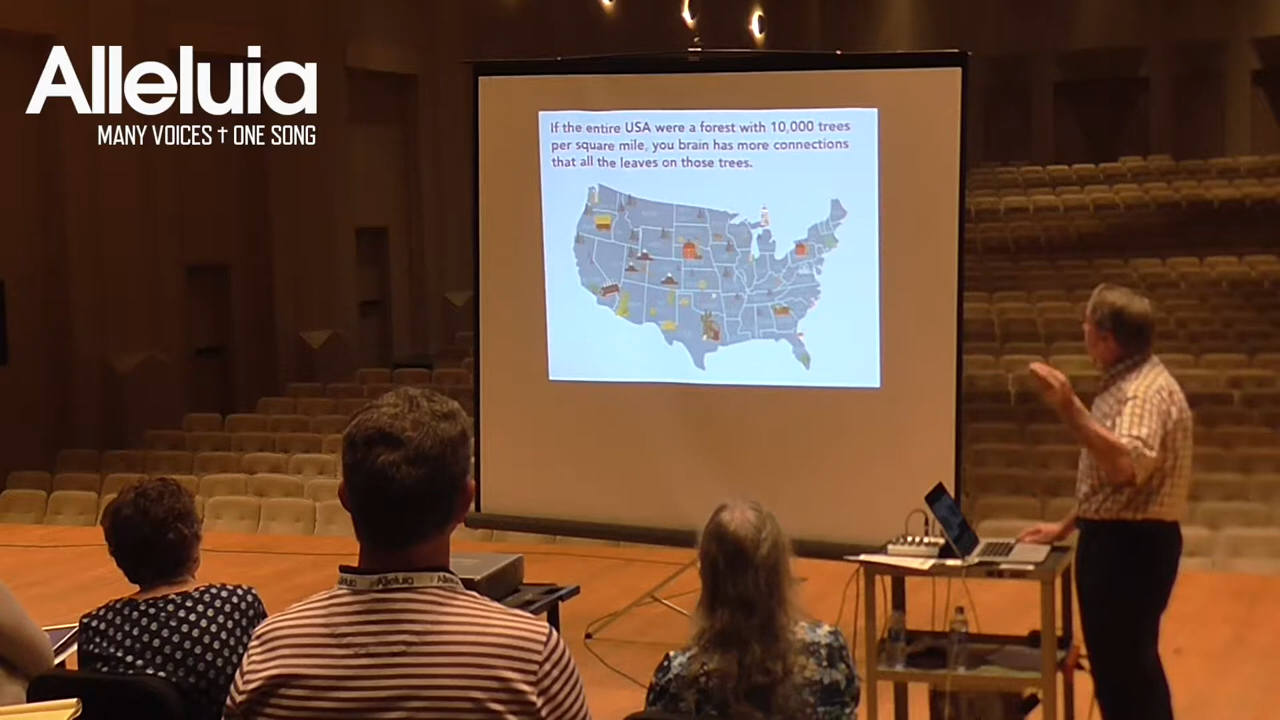 Alleluia
MANY VOICES † ONE SONG
If the entire USA were a forest with 10,000 trees
per square mile, you brain has more connections
that all the leaves on those trees.
Alleluia